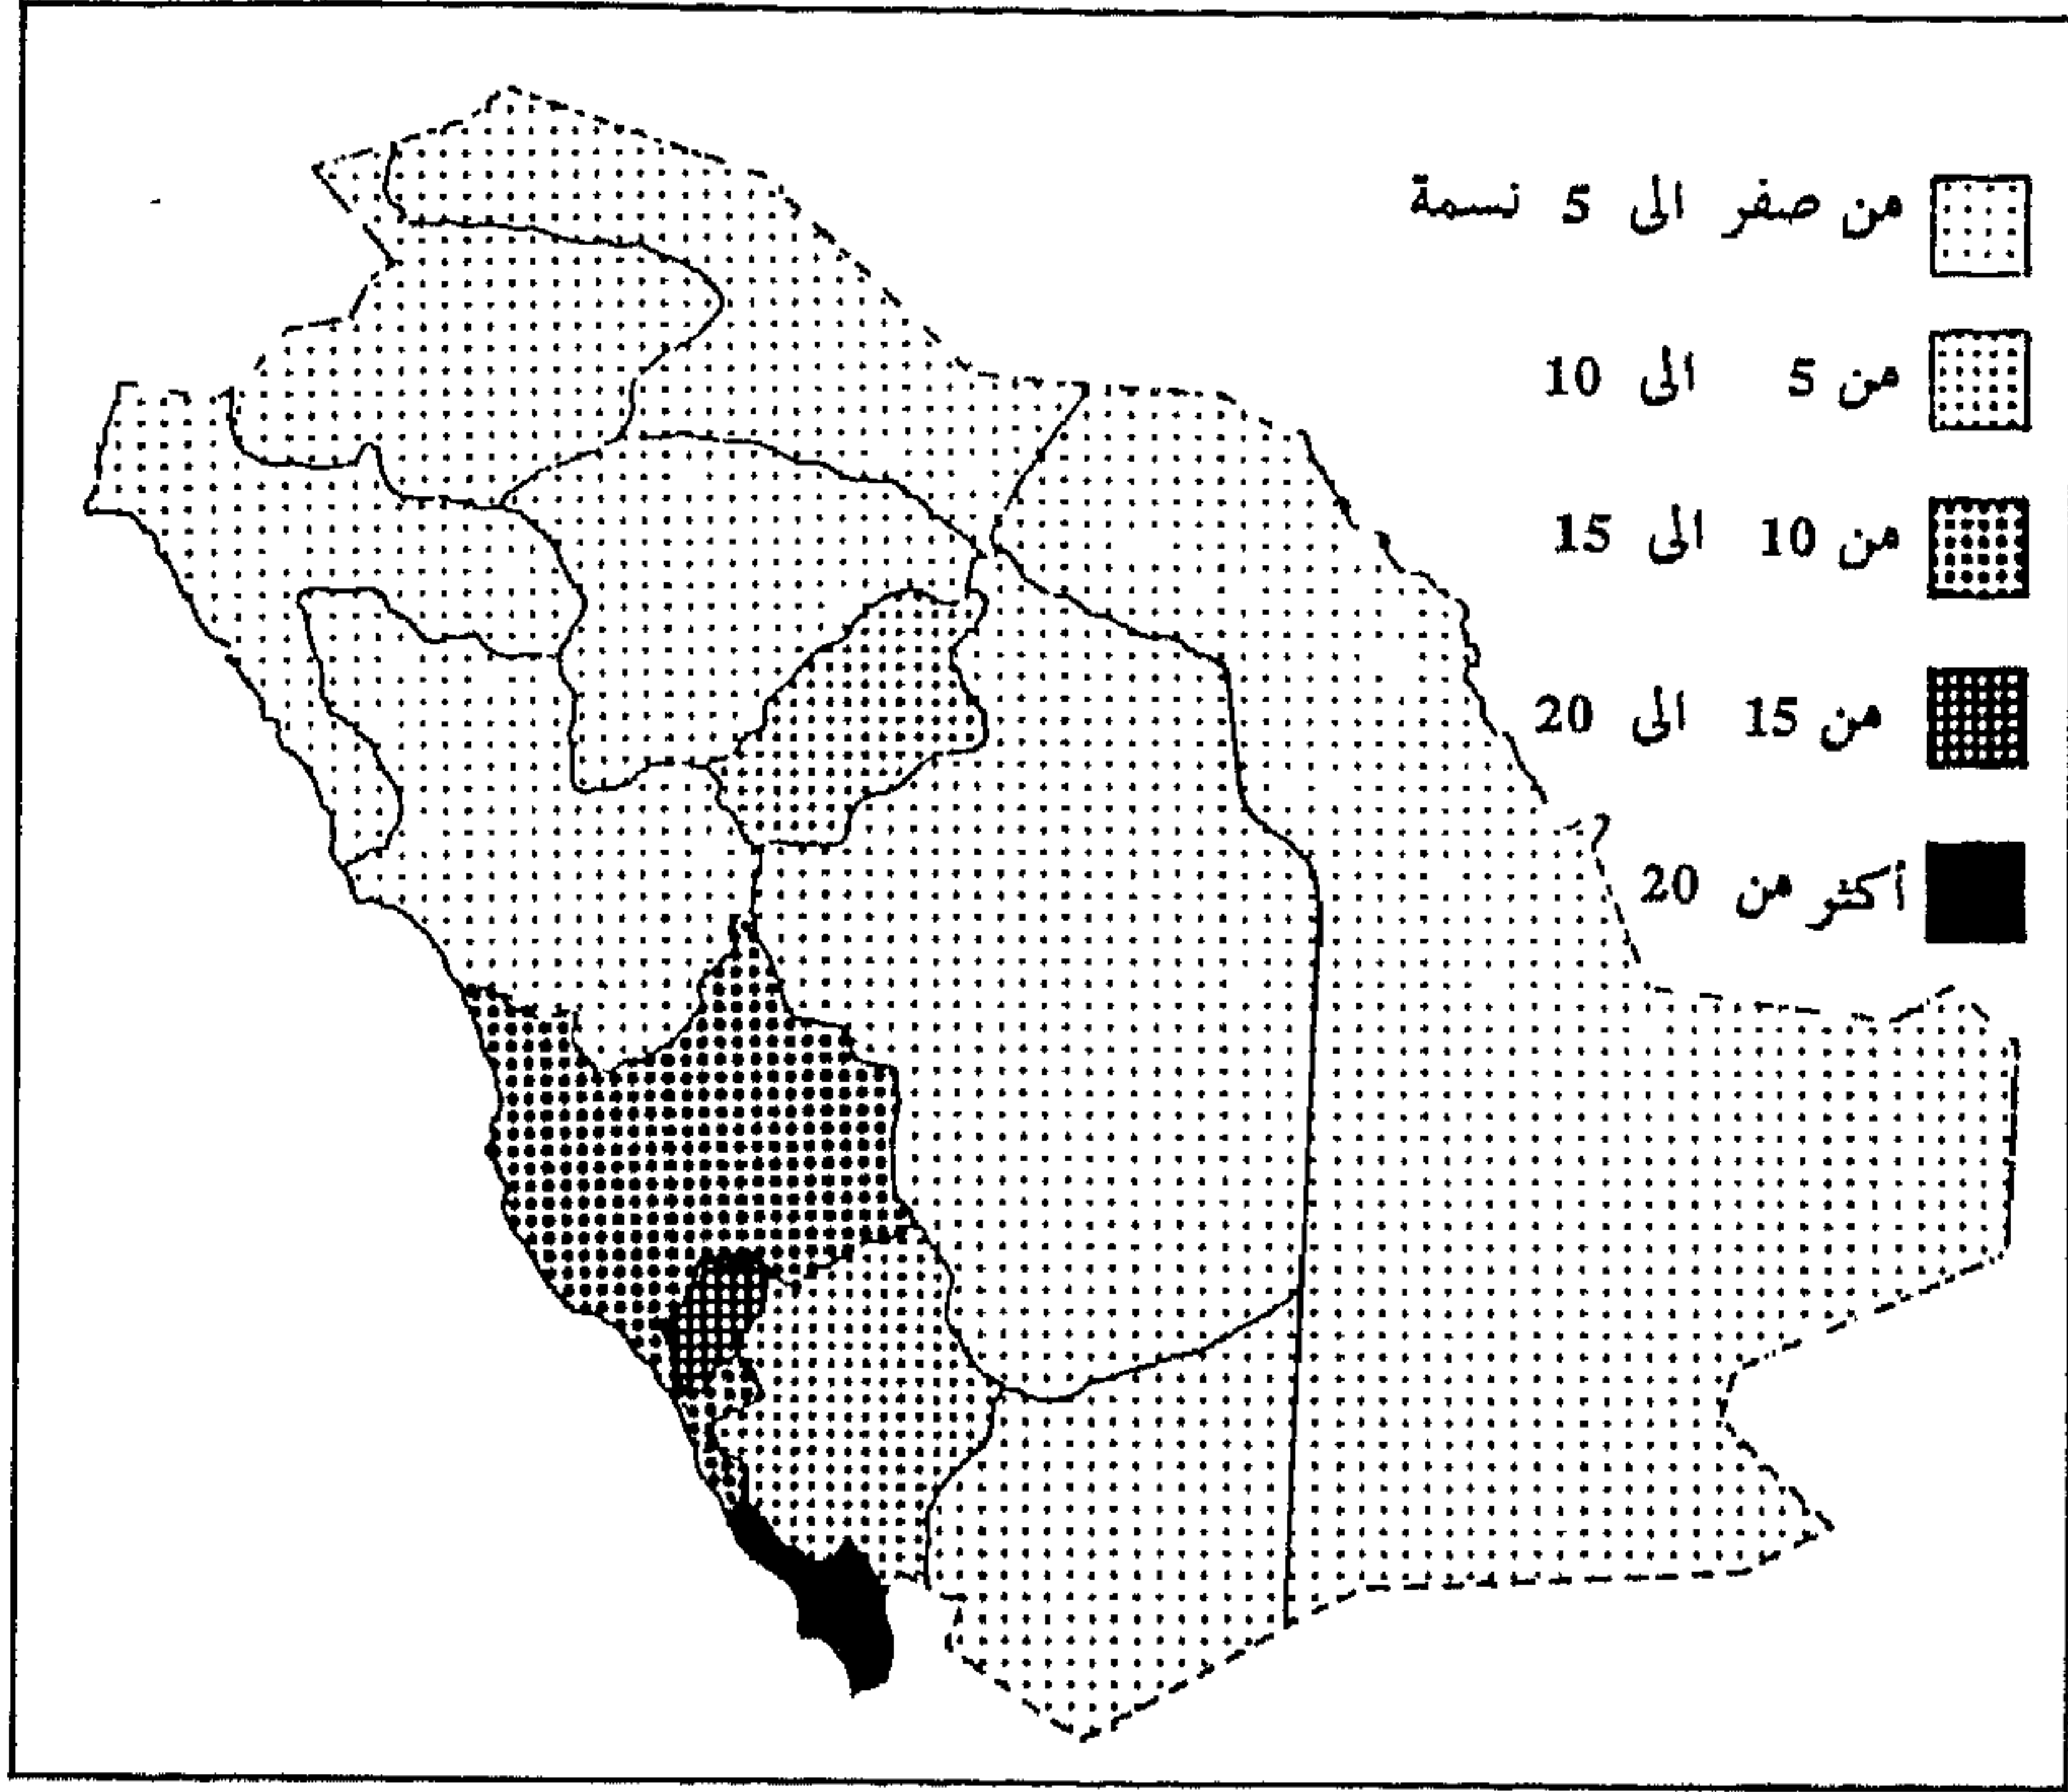 من صفر الى 5 نسمة
من 5 الى 10
من 10 الى 15
من 15 الى 20
أكثر من 20